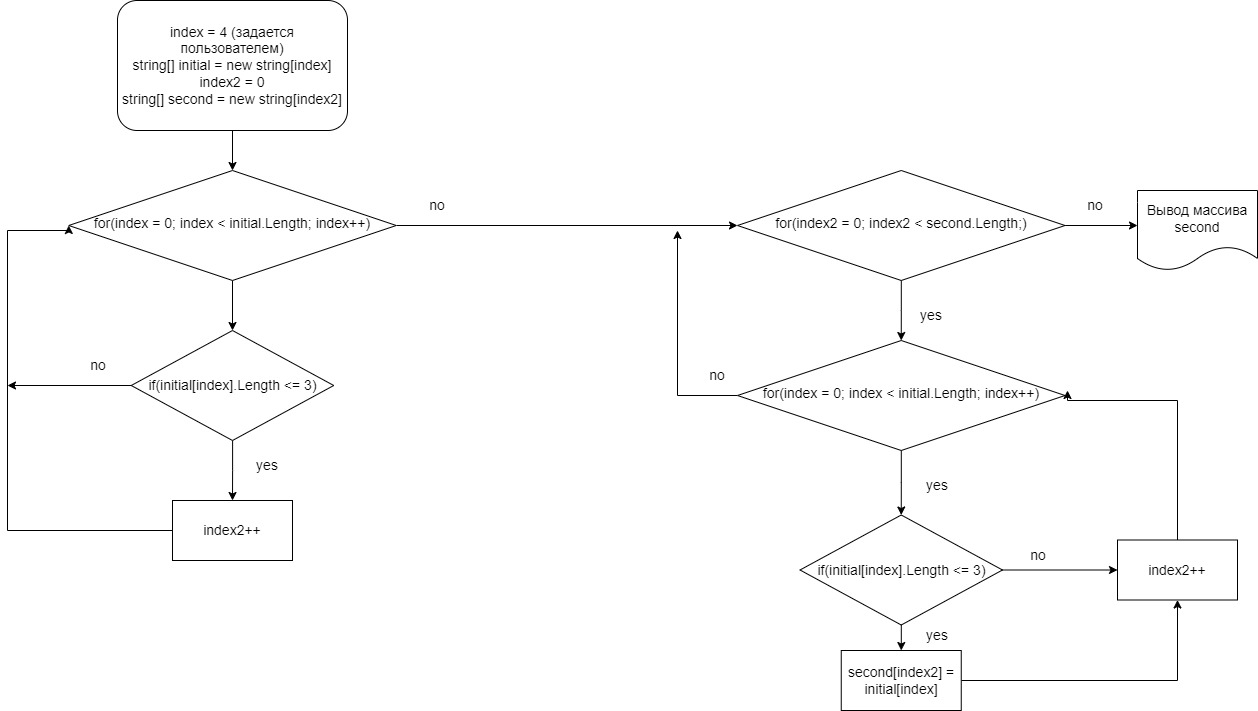 index = 4 (задается
пользователем)
string[] initial = new string[index]
index2 = 0
string[] second = new string[index2]
for(index = 0; index < initial.Length; index++)
no
for(index2 = 0; index2 < second.Length;)
no
Вывод массива
second
yes
no
if(initial[index].Length <= 3)
yes
index2++
no
for(index = 0; index < initial.Length; index++)
yes
if(initial[index].Length <= 3)
no
index2++
yes
second[index2] =
initial[index]